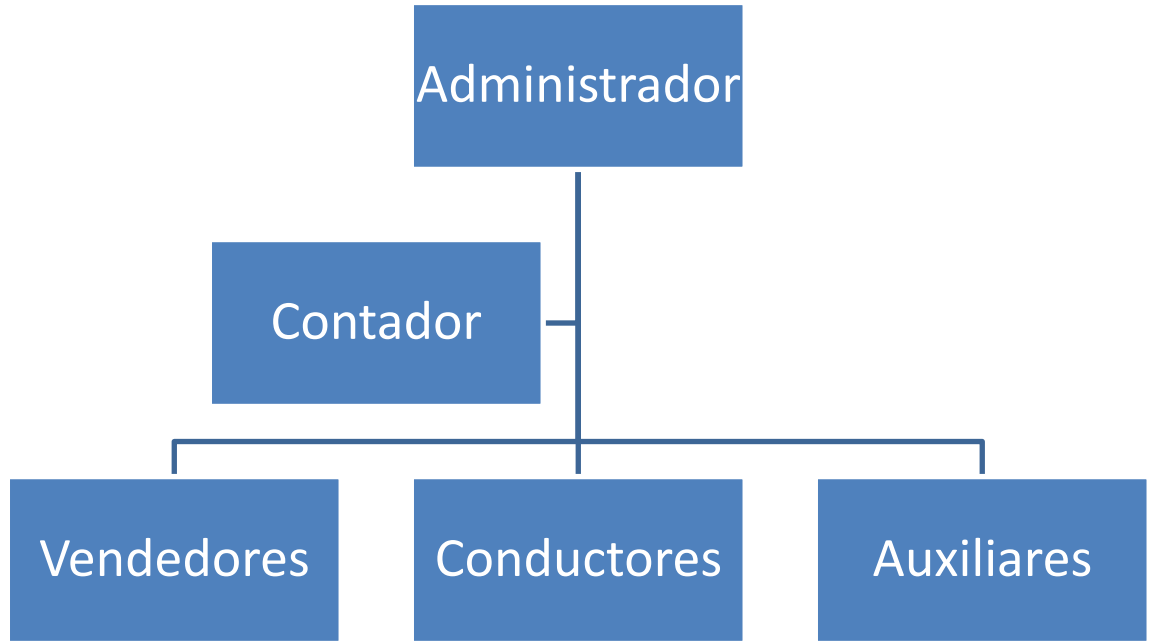 Administrador
Contador
Vendedores
Conductores
Auxiliares